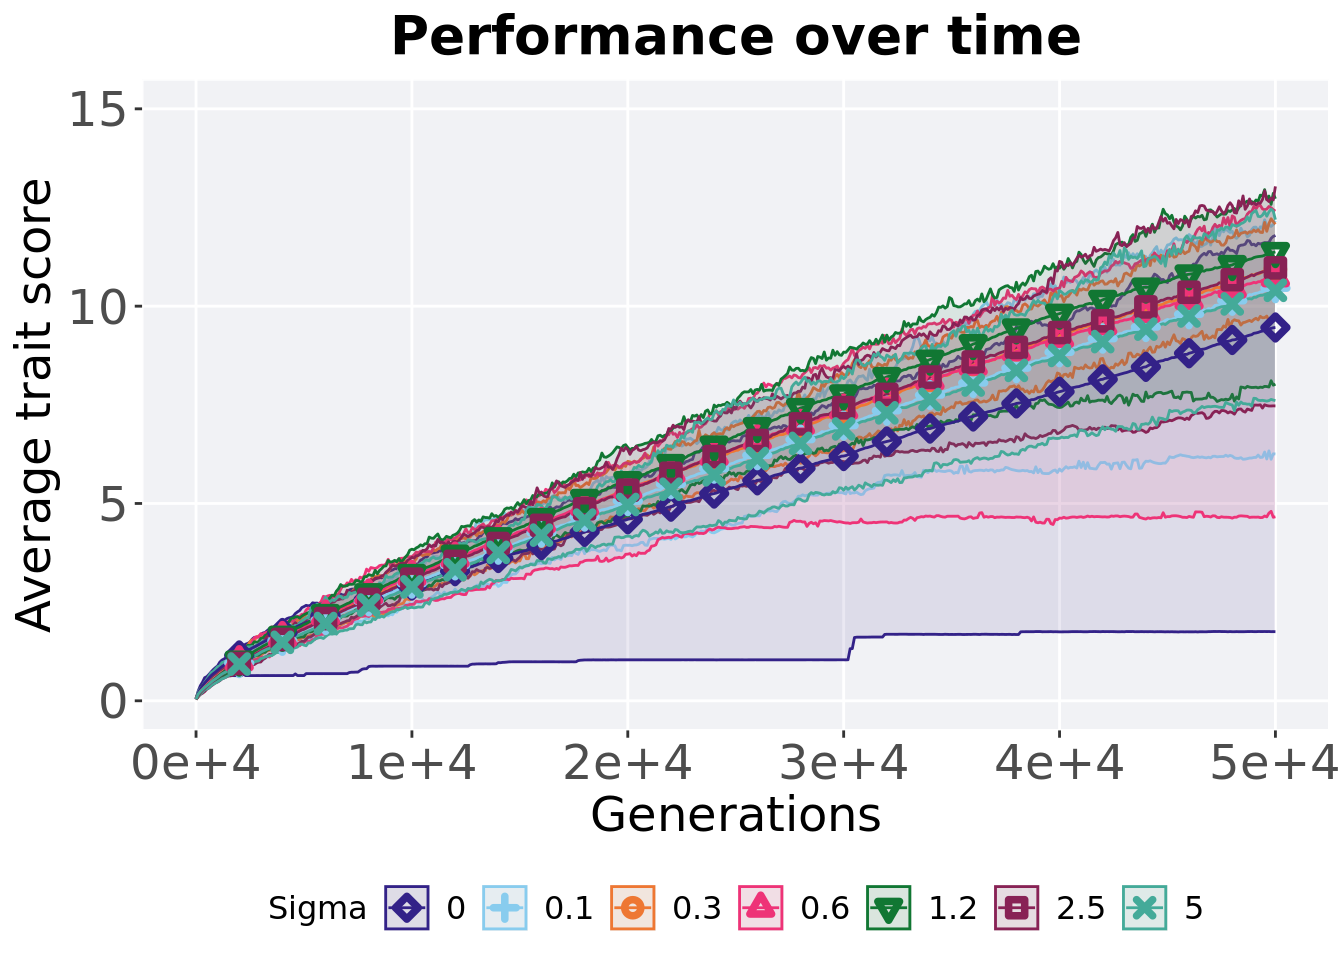 Performance over time
Average trait score
15
10
5
0
0e+4 1e+4 2e+4 3e+4 4e+4 5e+4
Generations
Sigma 0 0.1 0.3 0.6 1.2 2.5 5